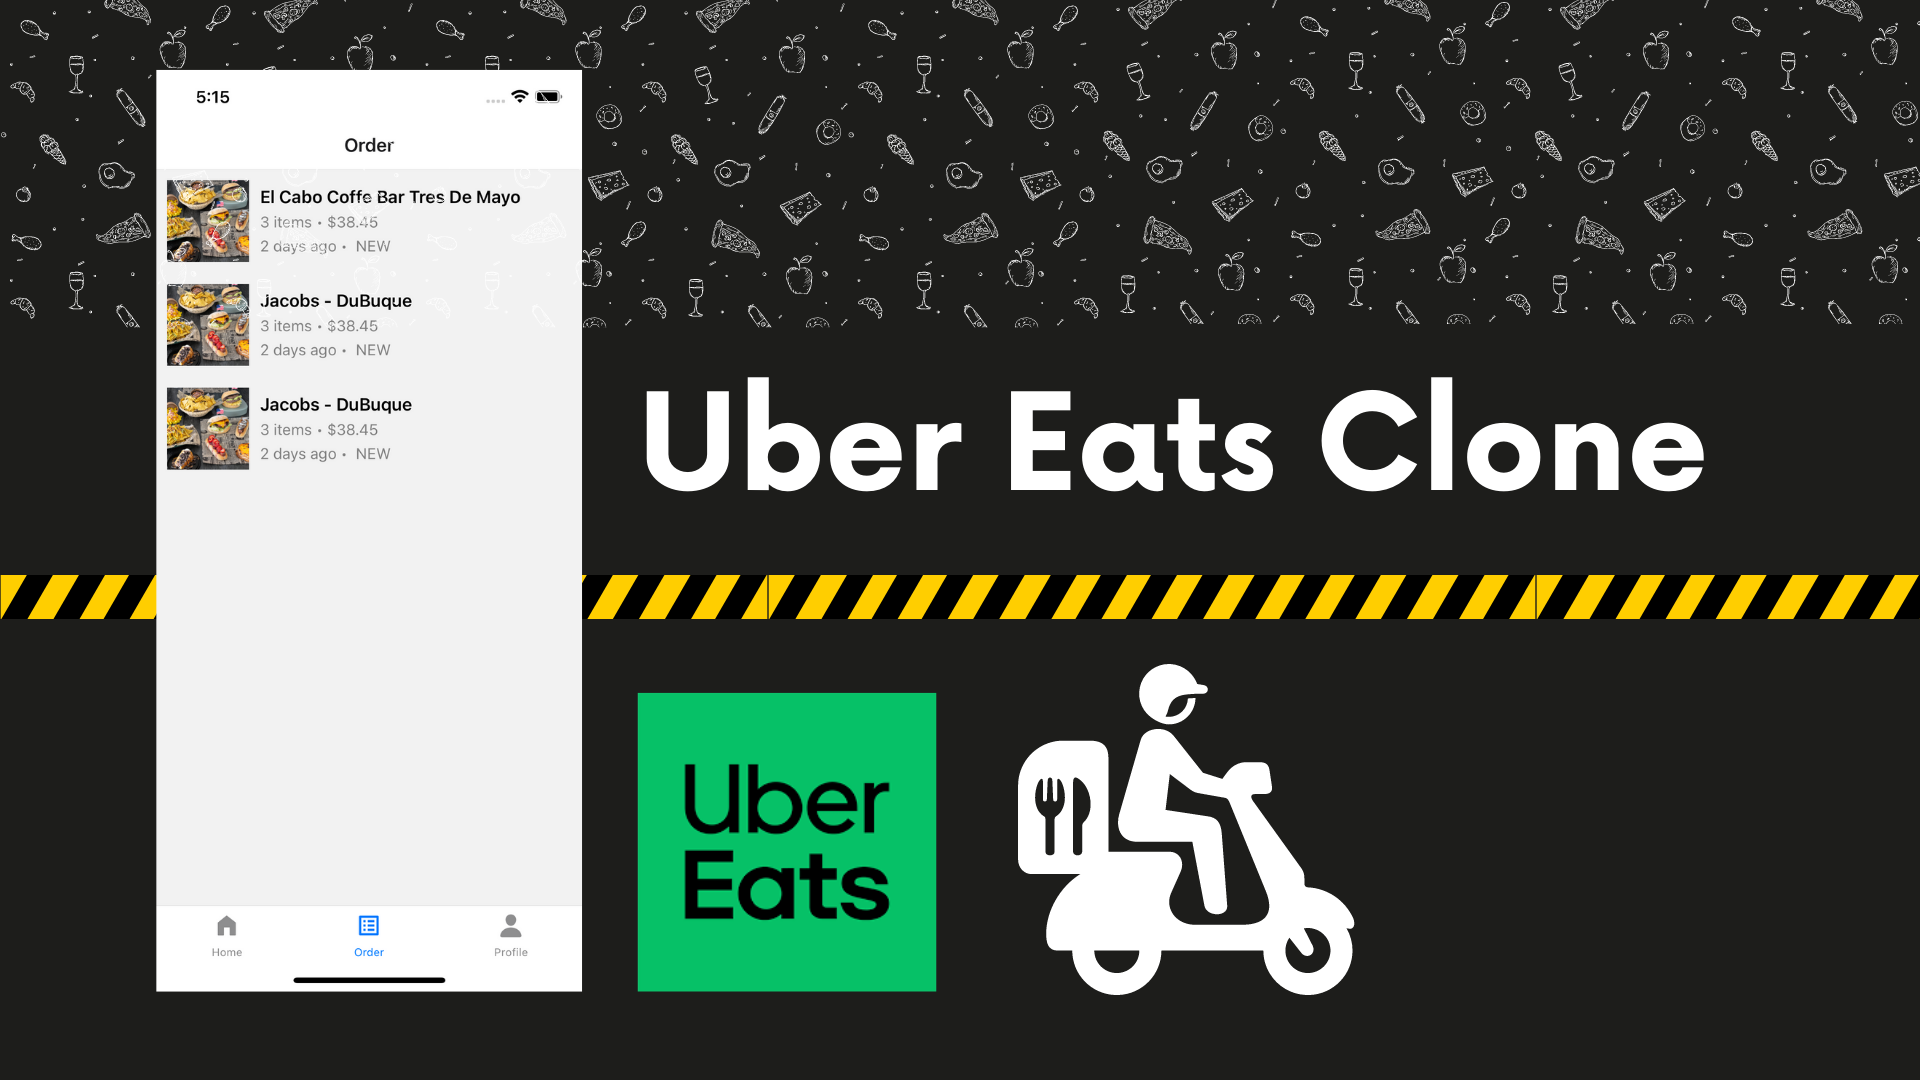 5:15
Order
El Cabo Coffe Bar Tres De Mayo
3 items • $38.45
2 days ago • NEW
Jacobs - DuBuque
3 items • $38.45
2 days ago • NEW
Jacobs - DuBuque
3 items • $38.45
2 days ago • NEW
Home
Order
Profile
Uber Eats Clone
Uber
Eats